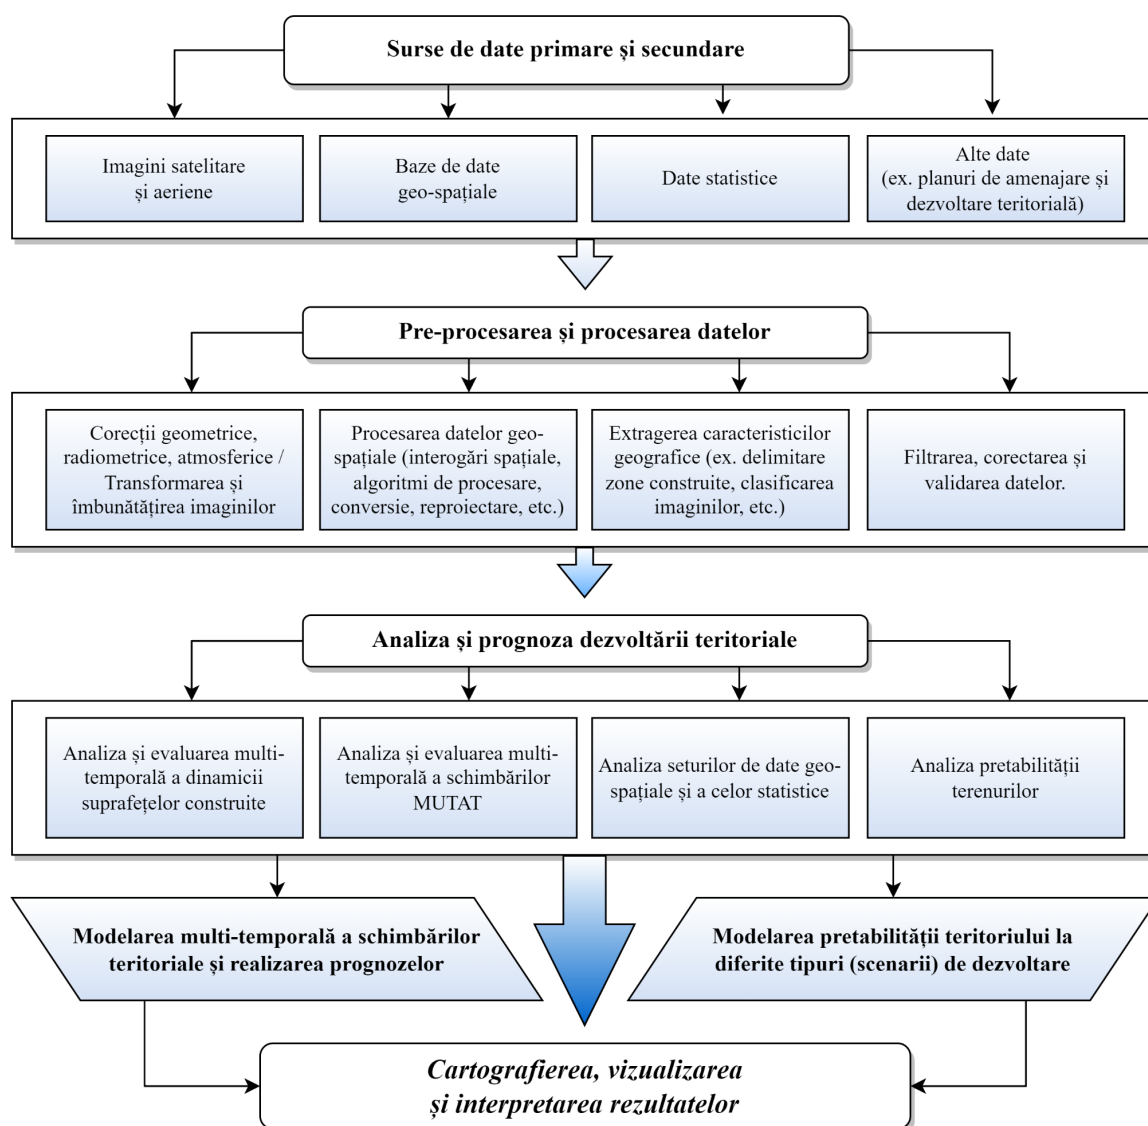 Surse de date primare și secundare
Imagini satelitare
și aeriene
Baze de date
geo-spațiale
Date statistice
Alte date
(ex. planuri de amenajare și
dezvoltare teritorială)
Pre-procesarea și procesarea datelor
Corecții geometrice,
radiometrice, atmosferice /
Transformarea și
îmbunătățirea imaginilor
Procesarea datelor geo-
spațiale (interogări spațiale,
algoritmi de procesare,
conversie, reproiectare, etc.)
Extragerea caracteristicilor
geografice (ex. delimitare
zone construite, clasificarea
imaginilor, etc.)
Filtrarea, corectarea și
validarea datelor.
Analiza și prognoza dezvoltării teritoriale
Analiza și evaluarea multi-
temporală a dinamicii
suprafețelor construite
Analiza și evaluarea multi-
temporală a schimbărilor
MUTAT
Analiza seturilor de date geo-
spațiale și a celor statistice
Analiza pretabilității
terenurilor
Modelarea multi-temporală a schimbărilor
teritoriale și realizarea prognozelor
Modelarea pretabilității teritoriului la
diferite tipuri (scenarii) de dezvoltare
Cartografierea, vizualizarea
și interpretarea rezultatelor